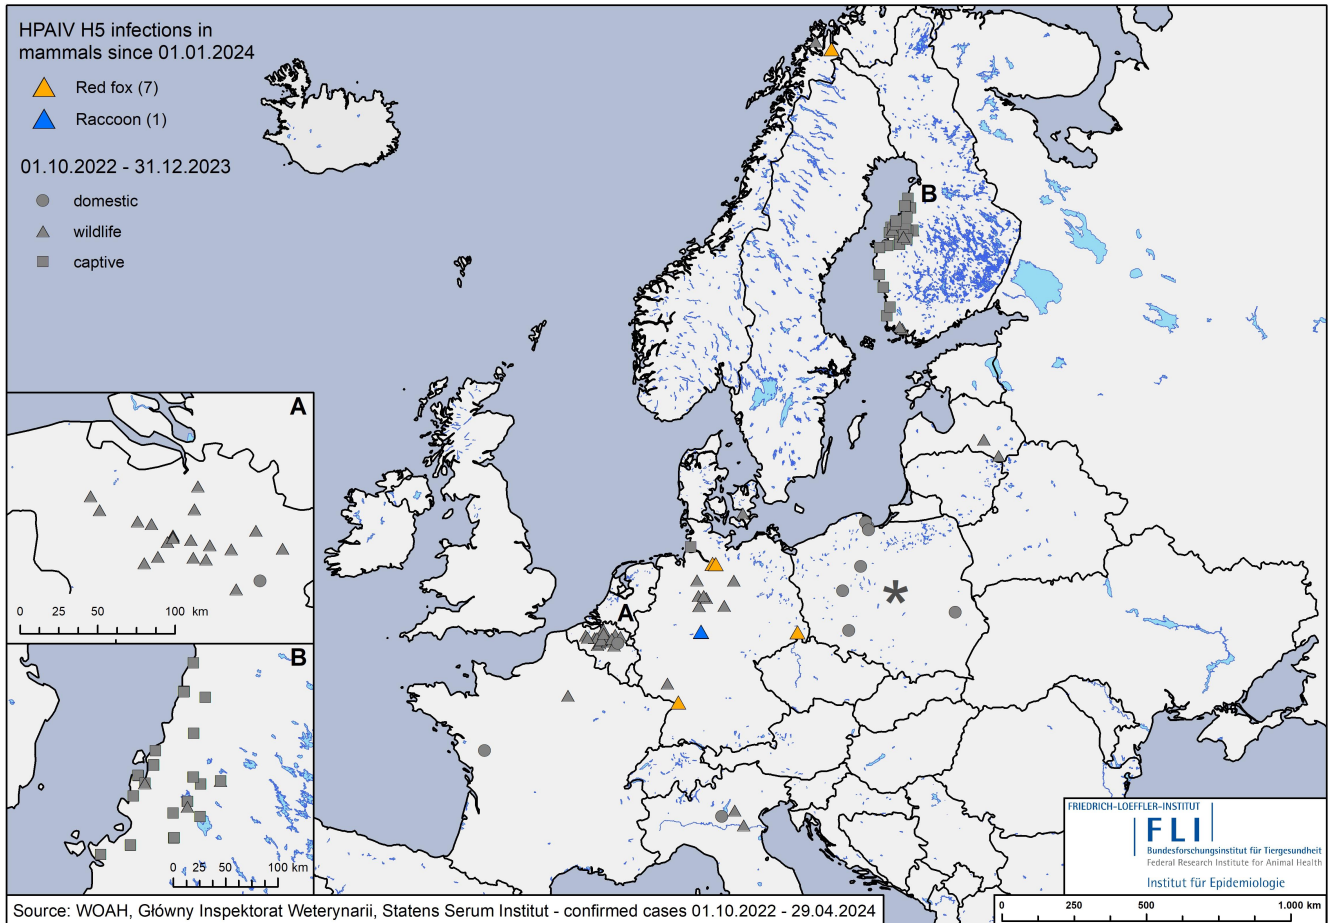 HPAIV H5 infections in
mammals since 01.01.2024
Red fox (7)
Raccoon (1)
01.10.2022 - 31.12.2023
domestic
wildlife
captive
B
A
*
A
0 25 50 100 km
B
0 25 50 100 km
FRIEDRICH-LOEFFLER-INSTITUT
FLI
Bundesforschungsinstitut für Tiergesundheit
Federal Research Institute for Animal Health
Institut für Epidemiologie
Source: WOAH, Główny Inspektorat Weterynarii, Statens Serum Institut - confirmed cases 01.10.2022 - 29.04.2024
0 250 500 1.000 km